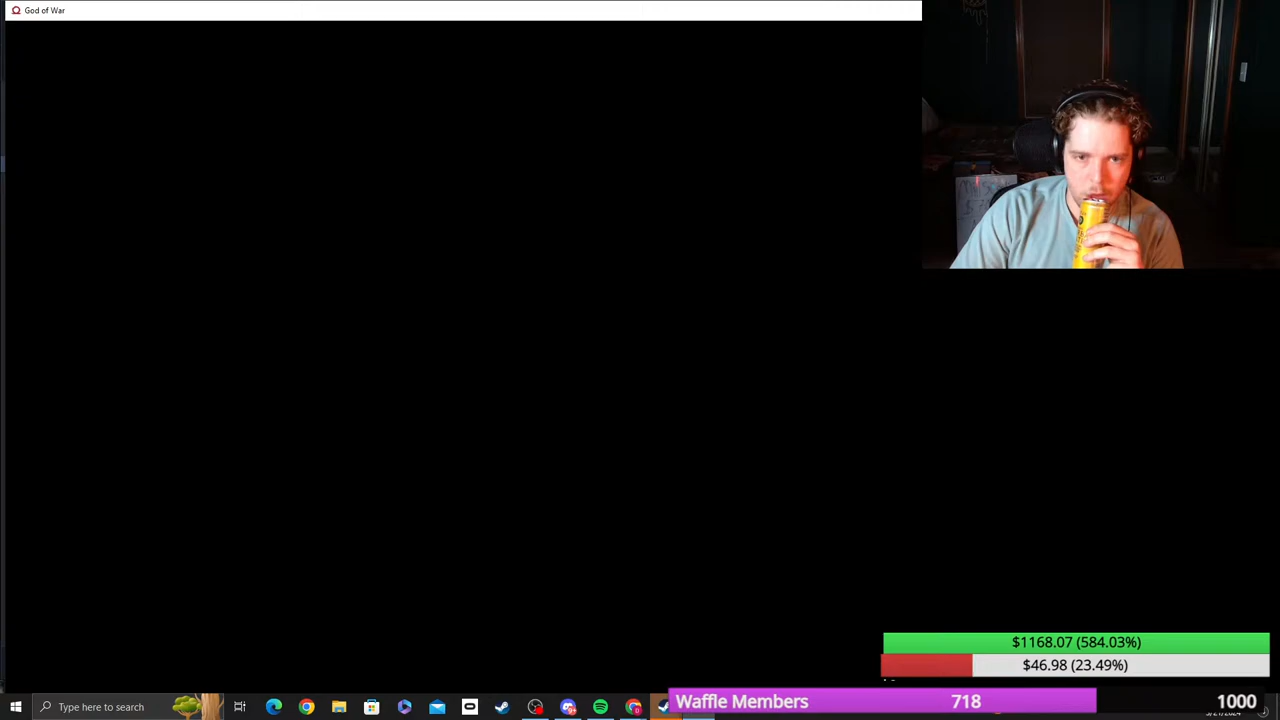 God of War
$1168.07 (584.03%)
$46.98 (23.49%)
Type here to search
Waffle Members 718 1000